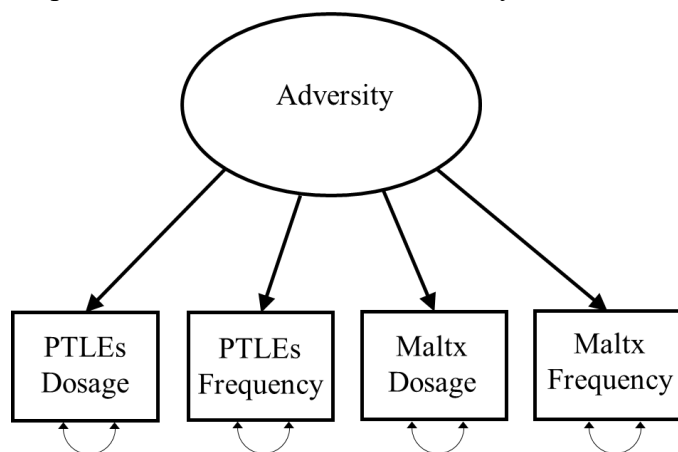 Adversity
PTLEs
Dosage
PTLEs
Frequency
Maltx
Dosage
Maltx
Frequency